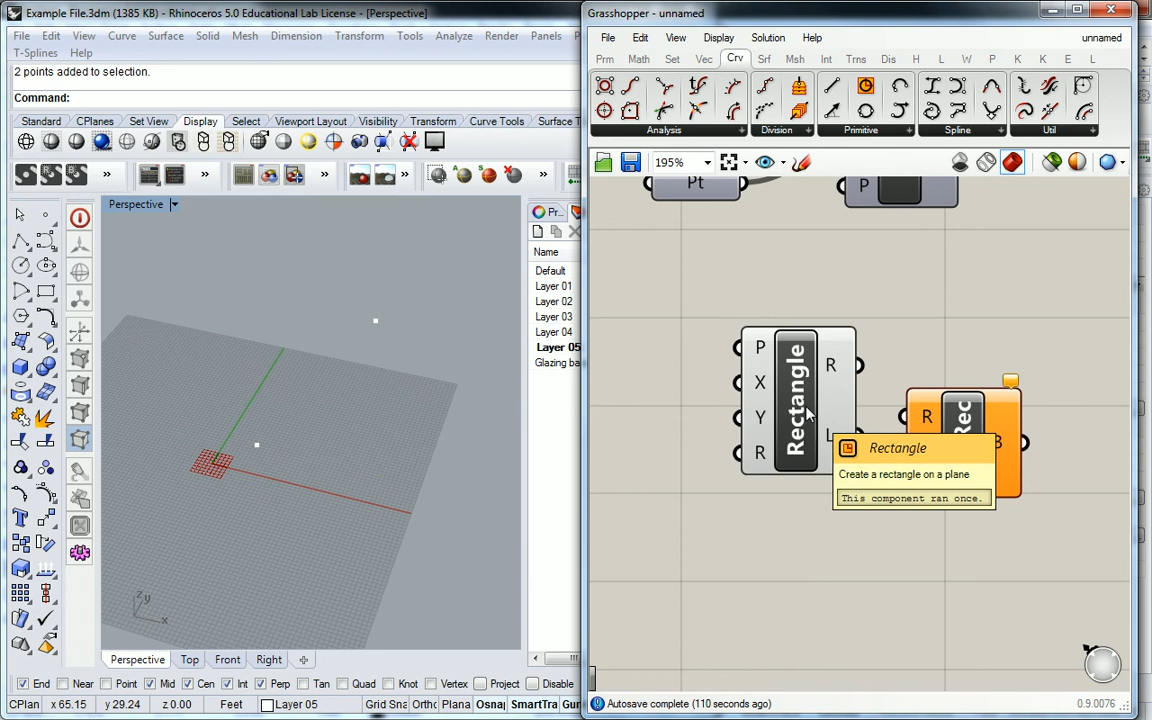 Example File.3dm (1385 KB) - Rhinoceros 5.0 Educational Lab License - [Perspective]
File Edit View Curve Surface Solid Mesh Dimension Transform Tools Analyze Render Panels
T-Splines Help
2 points added to selection.
Command:
Standard CPlanes Set View Display Select Viewport Layout Visibility Transform Curve Tools Surface T
Perspective
Pr...
Name
Default
Layer 01
Layer 02
Layer 03
Layer 04
Layer 05
Glazing ba
z
y
x
Perspective Top Front Right
End Near Point Mid Cen Int Perp Tan Quad Knot Vertex Project Disable
CPlan x 65.15 y 29.24 z 0.00 Feet Layer 05 Grid Snap Ortho Plana Osnap SmartTra Gum
Grasshopper - unnamed
File Edit View Display Solution Help unnamed
Prm Math Set Vec Crv Srf Msh Int Trns Dis H L W P K K E L
Analysis Division Primitive Spline Util
195%
Pt
P
P
X
Y
R
Rectangle
R
L
R
Rec
B
Rectangle
Create a rectangle on a plane
This component ran once.
Autosave complete (110 seconds ago) 0.9.0076